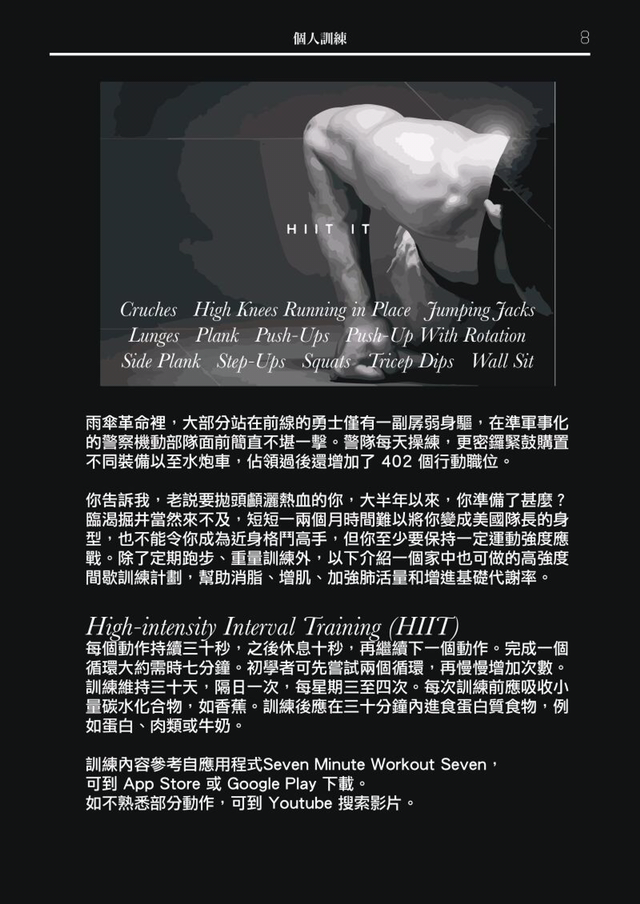 個人訓練
8
HIIT IT
Cruches High Knees Running in Place Jumping Jacks
Lunges Plank Push-Ups Push-Up With Rotation
Side Plank Step-Ups Squats Tricep Dips Wall Sit
雨傘革命裡，大部分站在前線的勇士僅有一副孱弱身軀，在準軍事化
的警察機動部隊面前簡直不堪一擊。警隊每天操練，更密鑼緊鼓購置
不同裝備以至水炮車，佔領過後還增加了 402 個行動職位。
你告訴我，老説要拋頭顱灑熱血的你，大半年以來，你準備了甚麼？
臨渴掘井當然來不及，短短一兩個月時間難以將你變成美國隊長的身
型，也不能令你成為近身格鬥高手，但你至少要保持一定運動強度應
戰。除了定期跑步、重量訓練外，以下介紹一個家中也可做的高強度
間歇訓練計劃，幫助消脂、增肌、加強肺活量和增進基礎代謝率。
High-intensity Interval Training (HIIT)
每個動作持續三十秒，之後休息十秒，再繼續下一個動作。完成一個
循環大約需時七分鐘。初學者可先嘗試兩個循環，再慢慢增加次數。
訓練維持三十天，隔日一次，每星期三至四次。每次訓練前應吸收小
量碳水化合物，如香蕉。訓練後應在三十分鐘內進食蛋白質食物，例
如蛋白、肉類或牛奶。
訓練內容參考自應用程式Seven Minute Workout Seven，
可到 App Store 或 Google Play 下載。
如不熟悉部分動作，可到 Youtube 搜索影片。